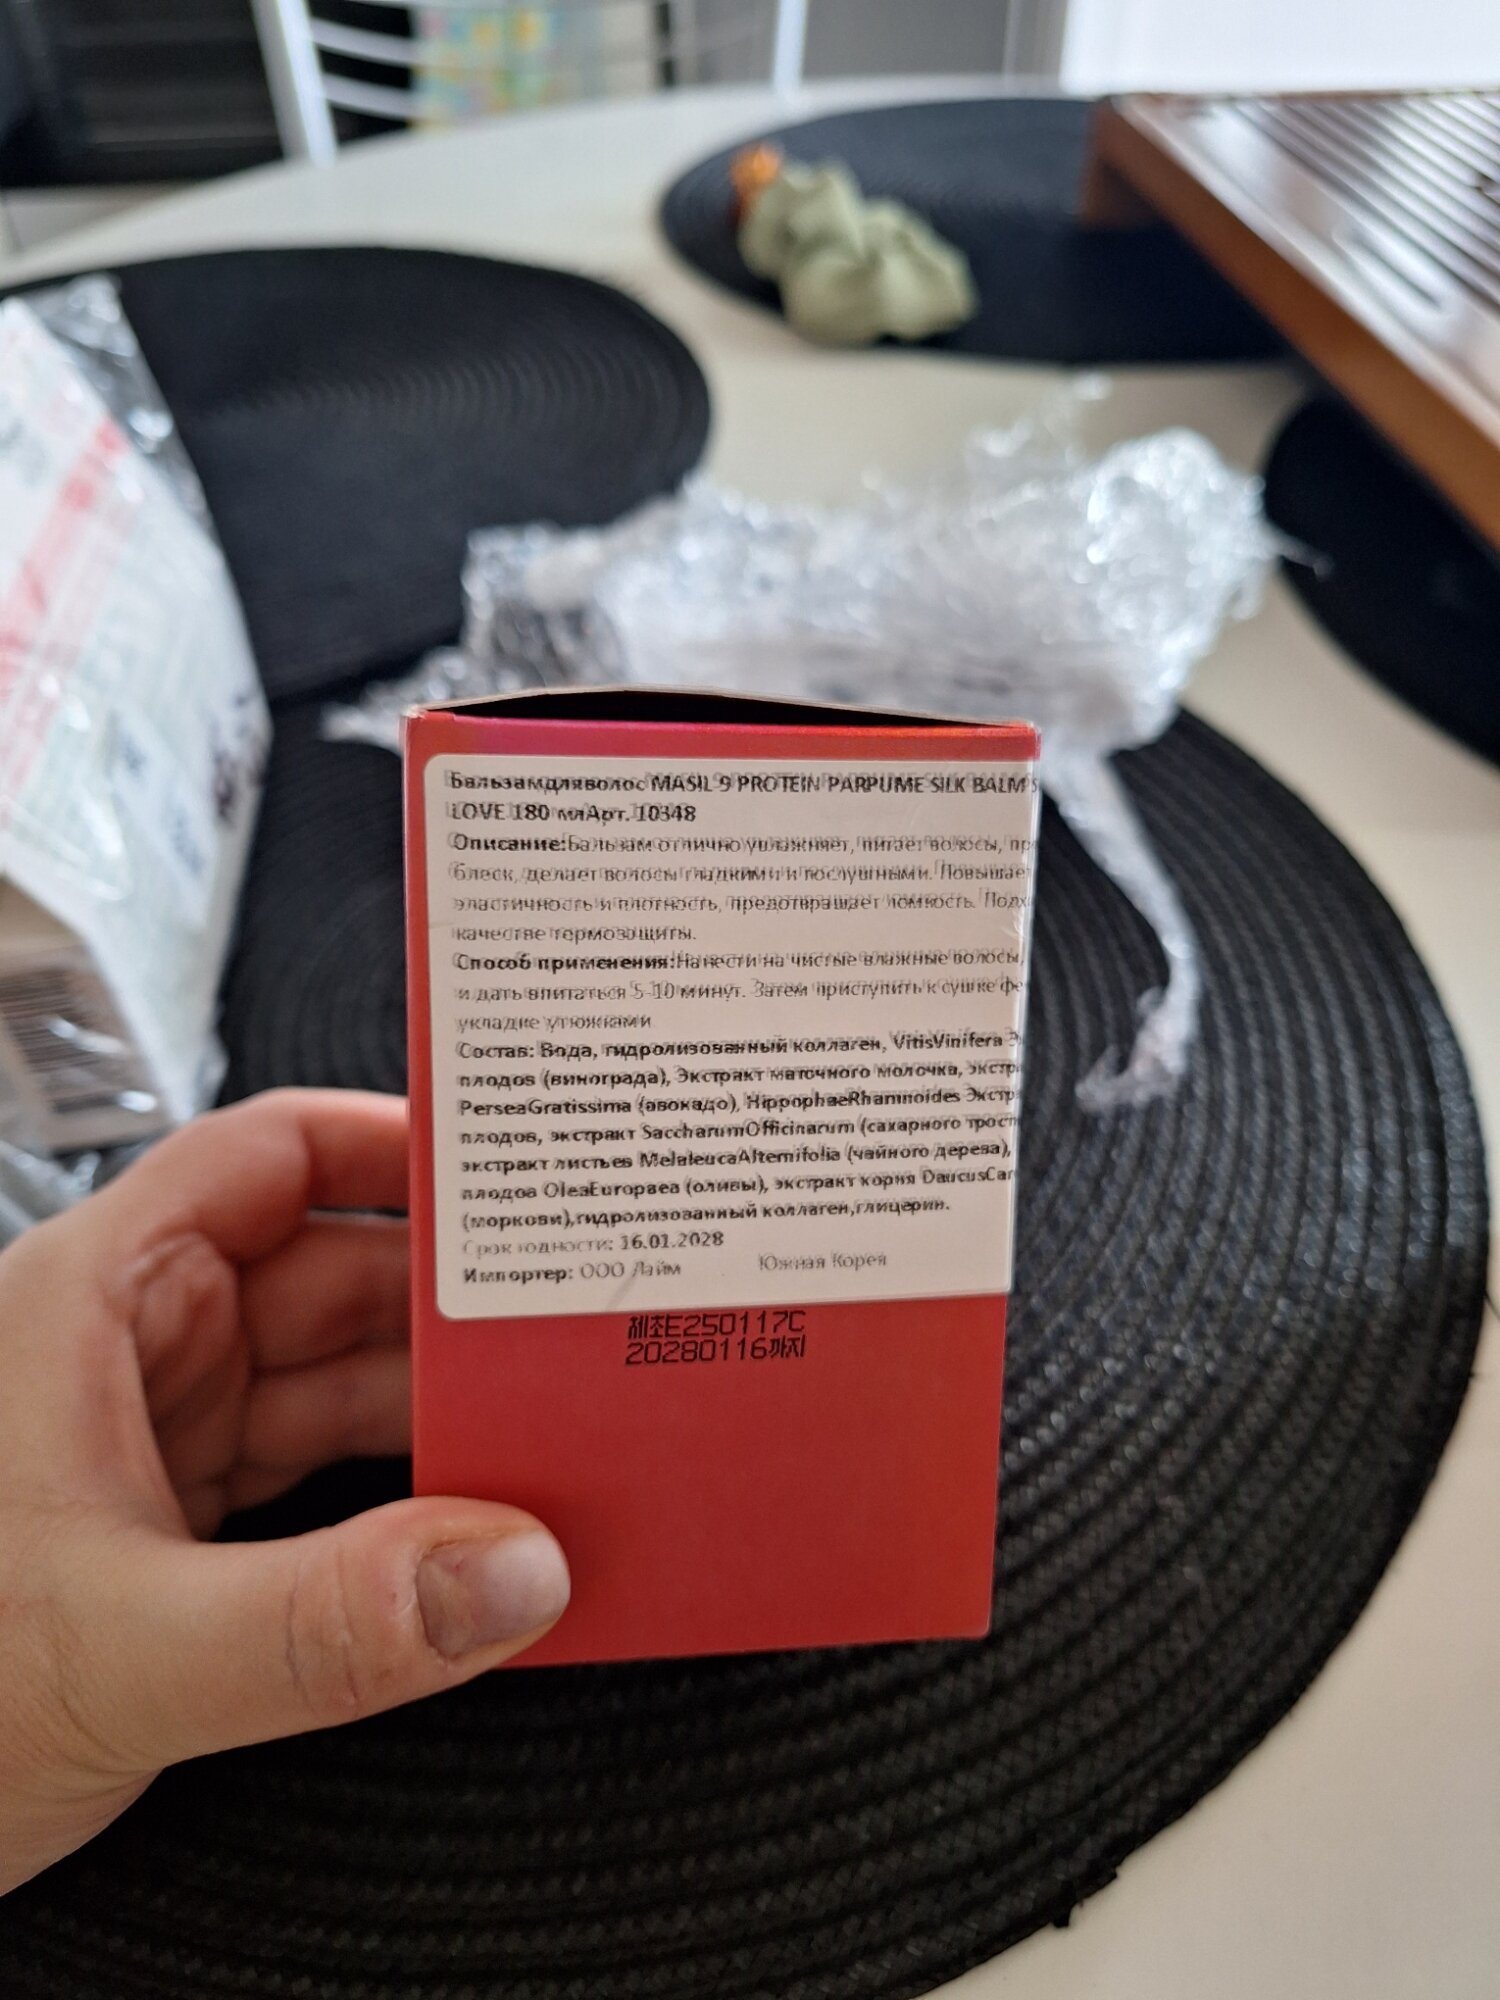 Бальзамдляволос MASIL 9 PROTEIN PARPUME SILK BALM
LOVE 180 млАрт. 10348
Описание:Бальзам отлично увлажняет, питает волосы,
блеск, делает волосы гладкими и послушными. Повышает
эластичность и плотность, предотвращает ломкость.
качестве термозащиты.
Способ применения:Нанести на чистые влажные волосы,
и дать впитаться 5-10 минут. Затем приступить к сушке
укладке утюжками
Состав: Вода, гидролизованный коллаген, VitisVinifera
плодов (винограда), Экстракт маточного молочка,
PerseaGratissima (авокадо), HippophaeRhamnoides
плодов, экстракт SaccharumOfficinarum (сахарного
экстракт листьев MelaleucaAlternifolia (чайного дерева),
плодов OleaEuropaea (оливы), экстракт корня
(моркови),гидролизованный коллаген,глицерин.
Срок годности: 16.01.2028
Импортер: ООО Лайм Южная Корея
제조E250117C
20280116까지